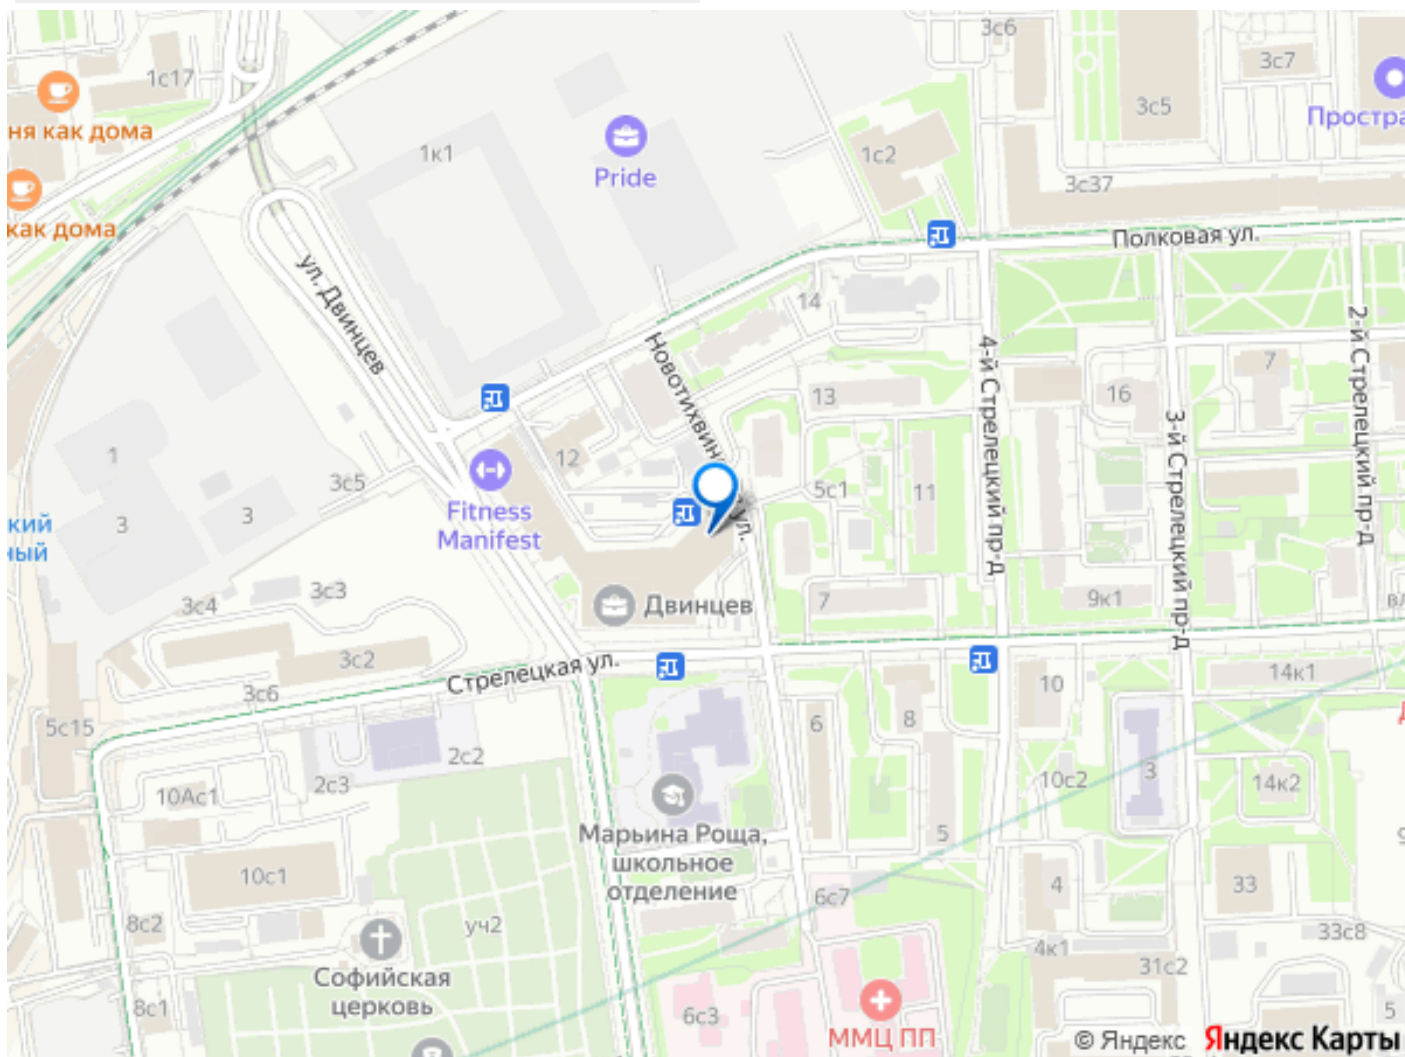 3с6
1с17
3с7
3с5
ня как дома
Простра
1к1
1с2
Pride
3с37
как дома
Полковая ул.
ул. Двинцев
14
2-й Стрелецкий пр-д
Новотихвин
ул.
4-й Стрелецкий пр-д
7
13
16
3-й Стрелецкий пр-д
1
12
3с5
5с1
11
3
3
Fitness
Manifest
кий
ный
3с3
3с4
Двинцев
7
9к1
вл
3с2
Стрелецкая ул.
3с6
14к1
10
5с15
2с2
6
8
2с3
10Ас1
3
10с2
14к2
Марьина Роща,
школьное
отделение
5
10с1
4
33
6с7
8с2
уч2
33с8
4к1
31с2
Софийская
церковь
8с1
6с3
5
ММЦ ПП
© Яндекс Яндекс Карты